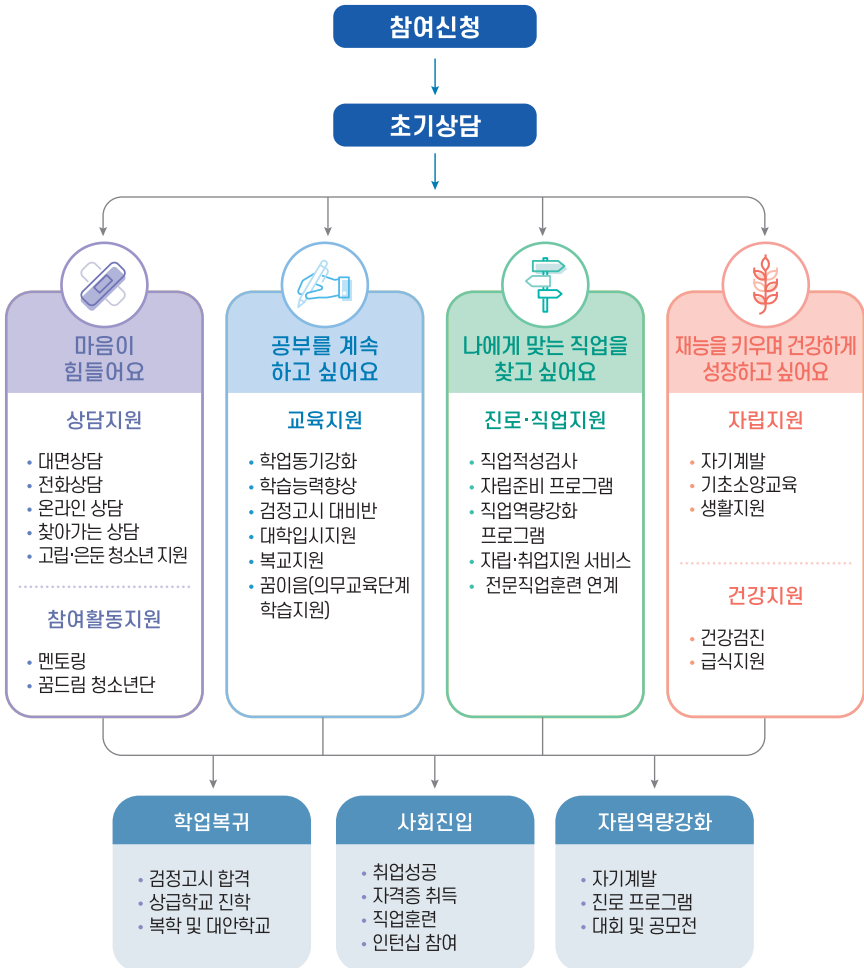 참여신청
초기상담
마음이
힘들어요
상담지원
• 대면상담
• 전화상담
• 온라인 상담
• 찾아가는 상담
• 고립·은둔 청소년 지원
참여활동지원
• 멘토링
• 꿈드림 청소년단
공부를 계속
하고 싶어요
교육지원
• 학업동기강화
• 학습능력향상
• 검정고시 대비반
• 대학입시지원
• 복교지원
• 꿈이음(의무교육단계
학습지원)
나에게 맞는 직업을
찾고 싶어요
진로·직업지원
• 직업적성검사
• 자립준비 프로그램
• 직업역량강화
프로그램
• 자립·취업지원 서비스
• 전문직업훈련 연계
재능을 키우며 건강하게
성장하고 싶어요
자립지원
• 자기계발
• 기초소양교육
• 생활지원
건강지원
• 건강검진
• 급식지원
학업복귀
• 검정고시 합격
• 상급학교 진학
• 복학 및 대안학교
사회진입
• 취업성공
• 자격증 취득
• 직업훈련
• 인턴십 참여
자립역량강화
• 자기계발
• 진로 프로그램
• 대회 및 공모전